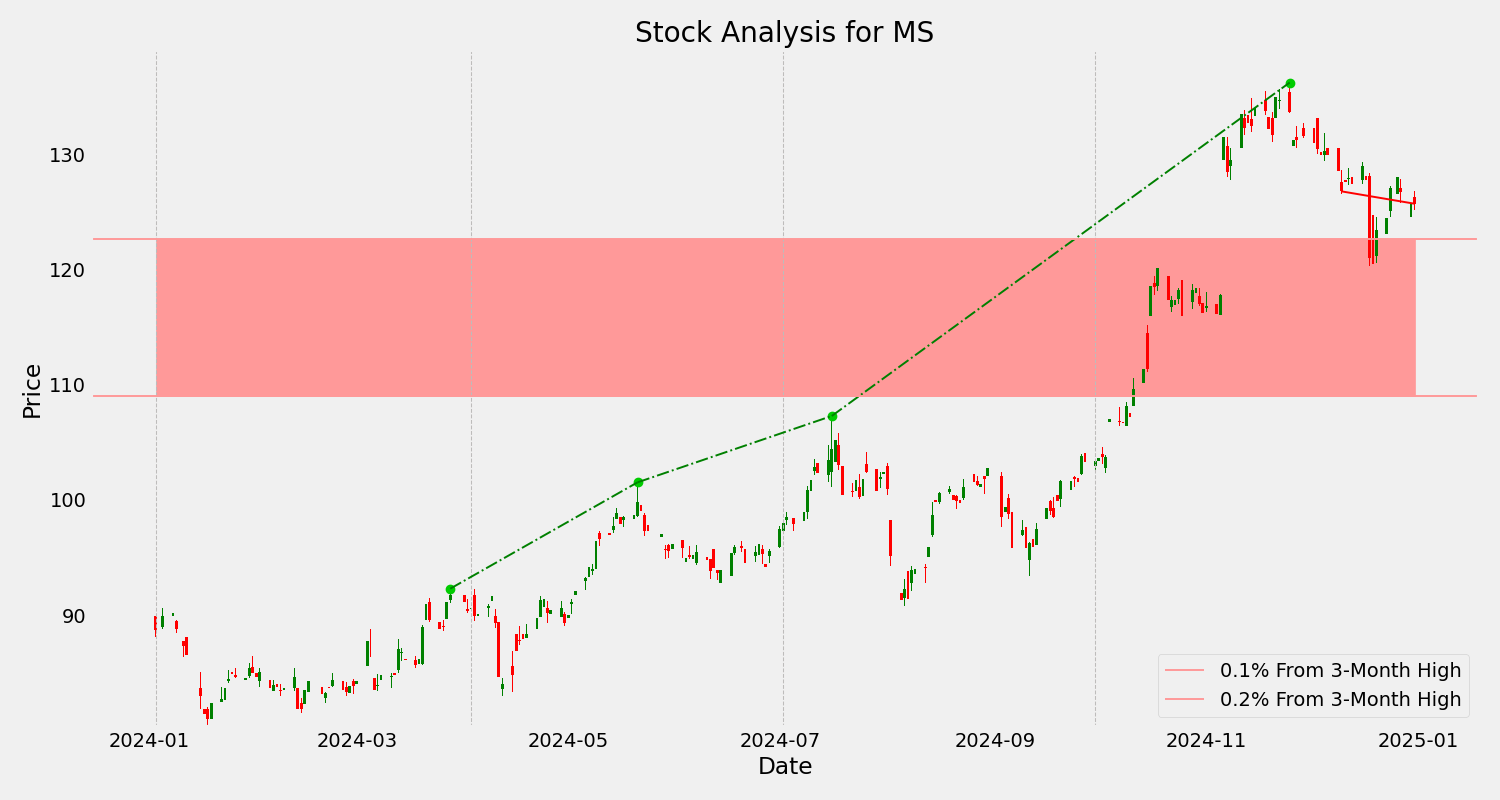 Stock Analysis for MS
Price
130
120
110
100
90
0.1% From 3-Month High
0.2% From 3-Month High
2024-01 2024-03 2024-05 2024-07 2024-09 2024-11 2025-01
Date